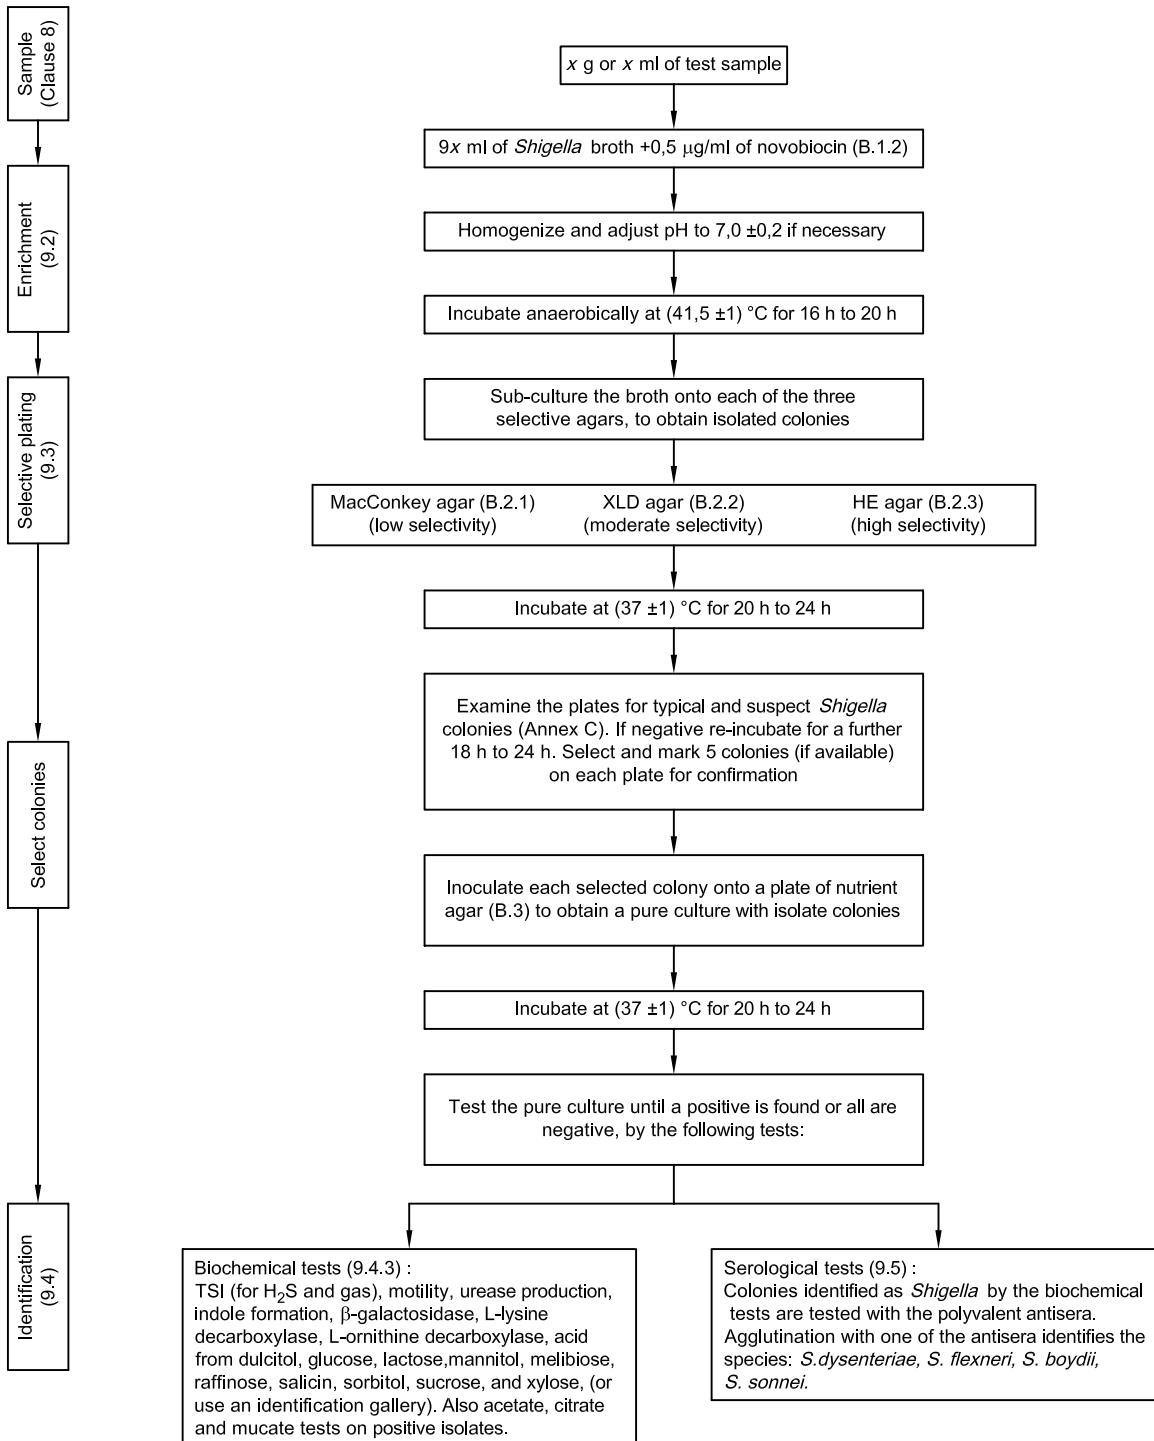 Sample
(Clause 8)
Enrichment
(9.2)
Selective plating
(9.3)
Select colonies
Identification
(9.4)
x g or x ml of test sample
9x ml of Shigella broth +0,5 μg/ml of novobiocin (B.1.2)
Homogenize and adjust pH to 7,0 ±0,2 if necessary
Incubate anaerobically at (41,5 ±1) °C for 16 h to 20 h
Sub-culture the broth onto each of the three
selective agars, to obtain isolated colonies
MacConkey agar (B.2.1)
(low selectivity)
XLD agar (B.2.2)
(moderate selectivity)
HE agar (B.2.3)
(high selectivity)
Incubate at (37 ±1) °C for 20 h to 24 h
Examine the plates for typical and suspect Shigella
colonies (Annex C). If negative re-incubate for a further
18 h to 24 h. Select and mark 5 colonies (if available)
on each plate for confirmation
Inoculate each selected colony onto a plate of nutrient
agar (B.3) to obtain a pure culture with isolate colonies
Incubate at (37 ±1) °C for 20 h to 24 h
Test the pure culture until a positive is found or all are
negative, by the following tests:
Biochemical tests (9.4.3) :
TSI (for H₂S and gas), motility, urease production,
indole formation, β-galactosidase, L-lysine
decarboxylase, L-ornithine decarboxylase, acid
from dulcitol, glucose, lactose,mannitol, melibiose,
raffinose, salicin, sorbitol, sucrose, and xylose, (or
use an identification gallery). Also acetate, citrate
and mucate tests on positive isolates.
Serological tests (9.5) :
Colonies identified as Shigella by the biochemical
tests are tested with the polyvalent antisera.
Agglutination with one of the antisera identifies the
species: S.dysenteriae, S. flexneri, S. boydii,
S. sonnei.